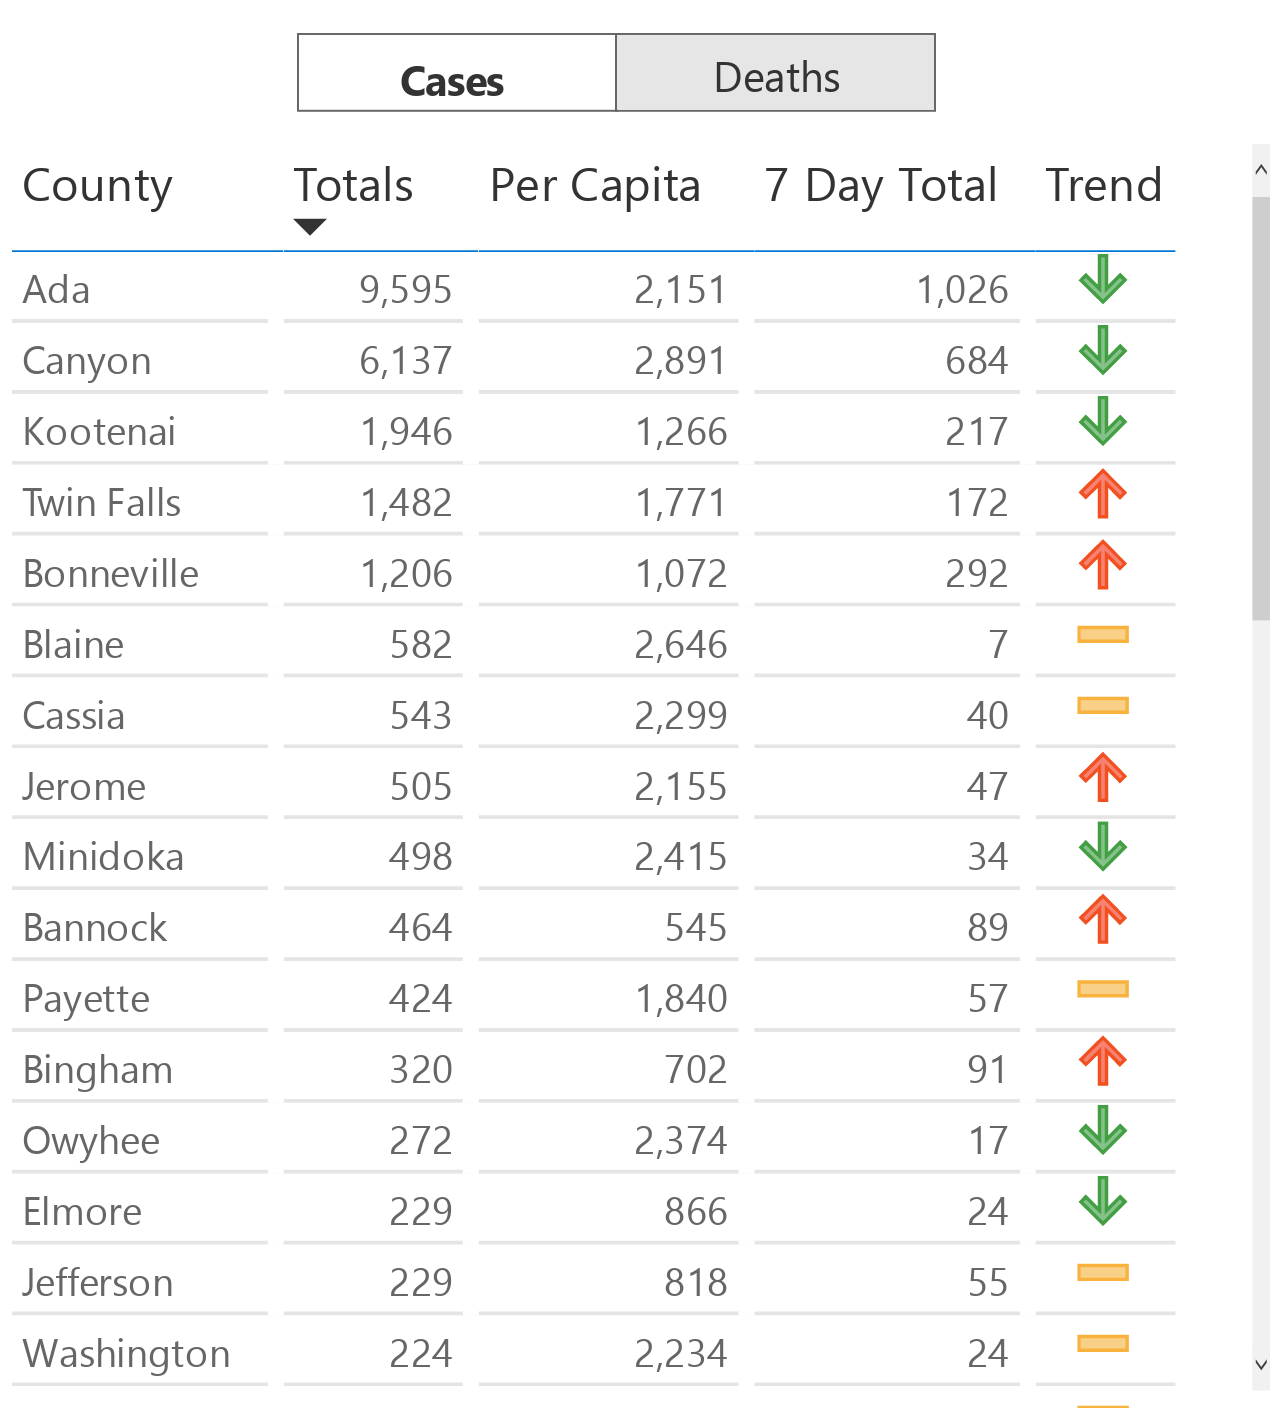 Cases Deaths
County Totals Per Capita 7 Day Total Trend
Ada 9,595 2,151 1,026
Canyon 6,137 2,891 684
Kootenai 1,946 1,266 217
Twin Falls 1,482 1,771 172
Bonneville 1,206 1,072 292
Blaine 582 2,646 7
Cassia 543 2,299 40
Jerome 505 2,155 47
Minidoka 498 2,415 34
Bannock 464 545 89
Payette 424 1,840 57
Bingham 320 702 91
Owyhee 272 2,374 17
Elmore 229 866 24
Jefferson 229 818 55
Washington 224 2,234 24